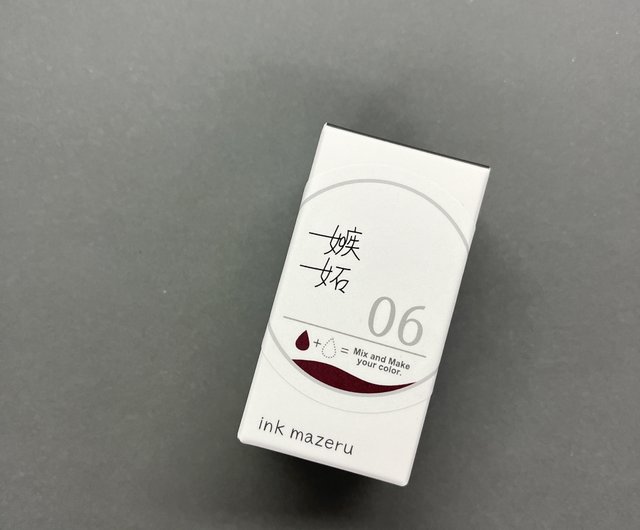 嫉
妬
06
+ =
Mix and Make
your color.
ink mazeru